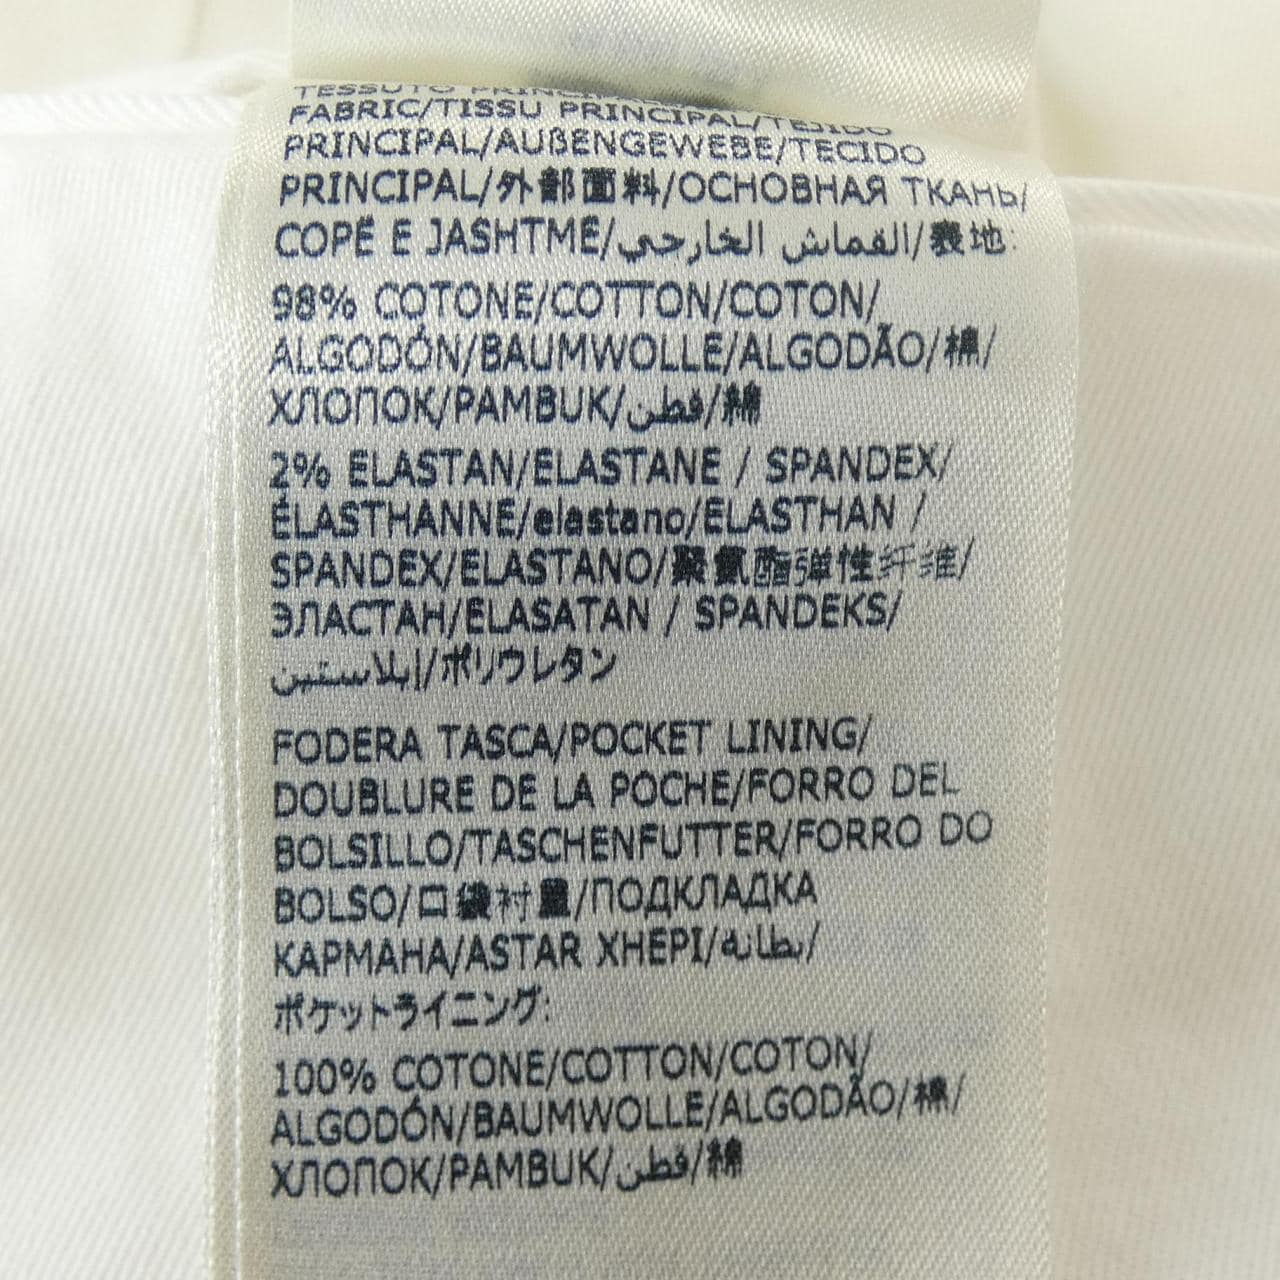 TESSUTO PRINCIPALE/
FABRIC/TISSU PRINCIPAL/TEJIDO
PRINCIPAL/AUßENGEWEBE/TECIDO
PRINCIPAL/外部面料/ОСНОВНАЯ ТКАНЬ/
COPË E JASHTME/القماش الخارجي/表地:
98% COTONE/COTTON/COTON/
ALGODÓN/BAUMWOLLE/ALGODÃO/棉/
ХЛОПОК/PAMBUK/قطن/綿
2% ELASTAN/ELASTANE / SPANDEX/
ÉLASTHANNE/elastano/ELASTHAN /
SPANDEX/ELASTANO/聚氨酯弹性纤维/
ЭЛАСТАН/ELASATAN / SPANDEKS/
إيلاستين/ポリウレタン
FODERA TASCA/POCKET LINING/
DOUBLURE DE LA POCHE/FORRO DEL
BOLSILLO/TASCHENFUTTER/FORRO DO
BOLSO/口袋衬里/ПОДКЛАДКА
КАРМАНА/ASTAR XHEPI/بطانة/
ポケットライニング:
100% COTONE/COTTON/COTON/
ALGODÓN/BAUMWOLLE/ALGODÃO/棉/
ХЛОПОК/PAMBUK/قطن/綿